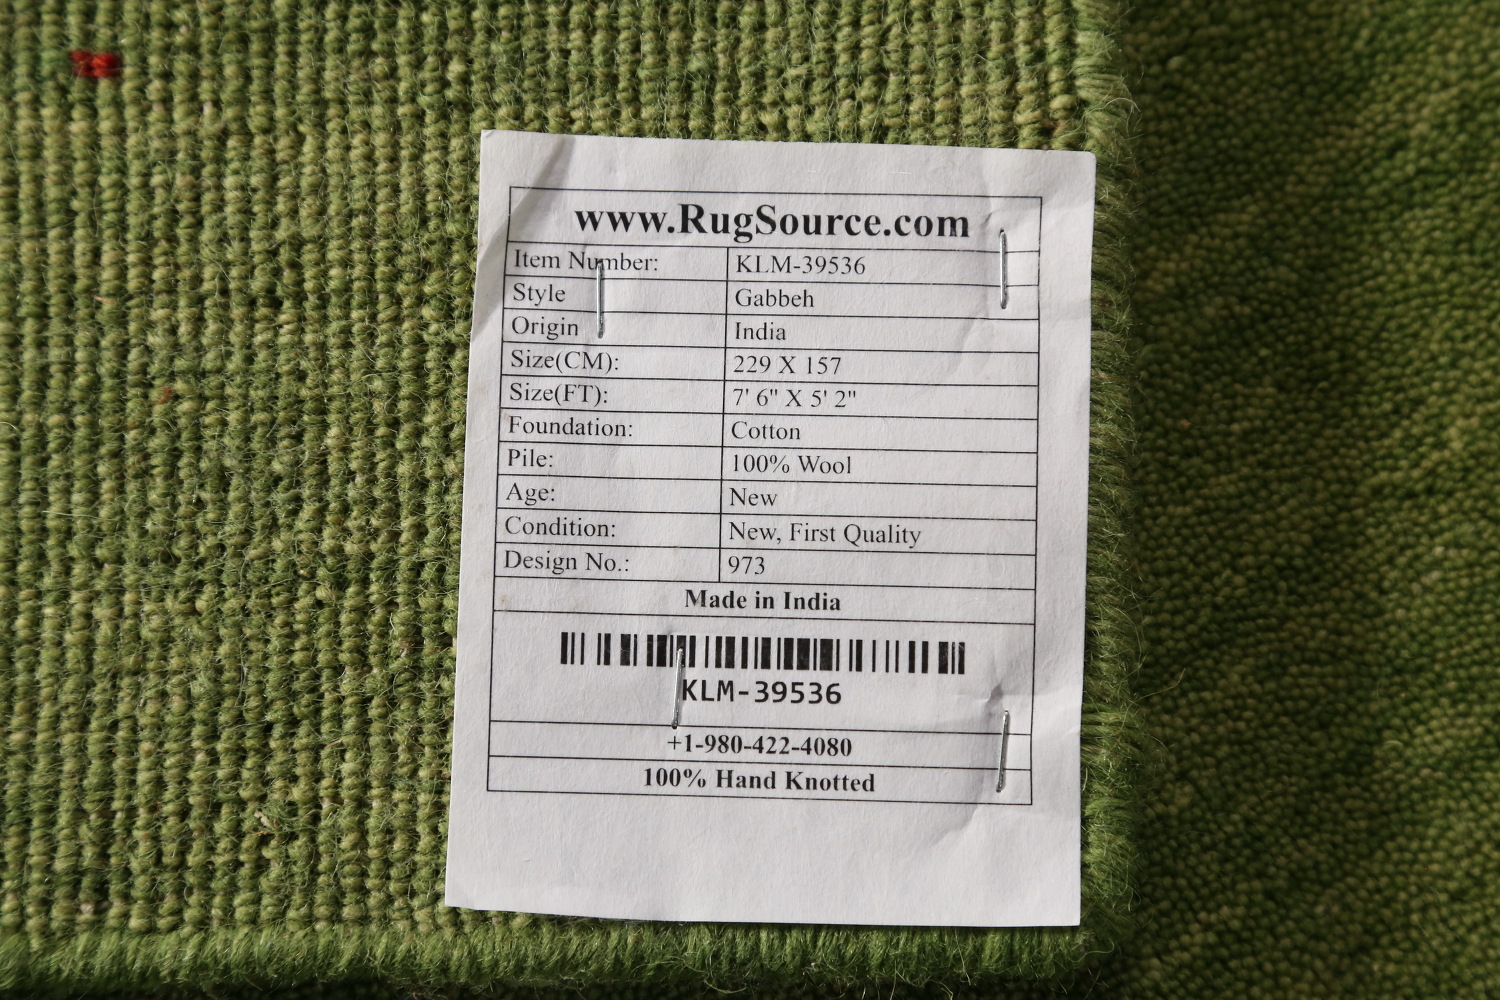 www.RugSource.com
Item Number: KLM-39536
Style Gabbeh
Origin India
Size(CM): 229 X 157
Size(FT): 7' 6" X 5' 2"
Foundation: Cotton
Pile: 100% Wool
Age: New
Condition: New, First Quality
Design No.: 973
Made in India
KLM-39536
+1-980-422-4080
100% Hand Knotted